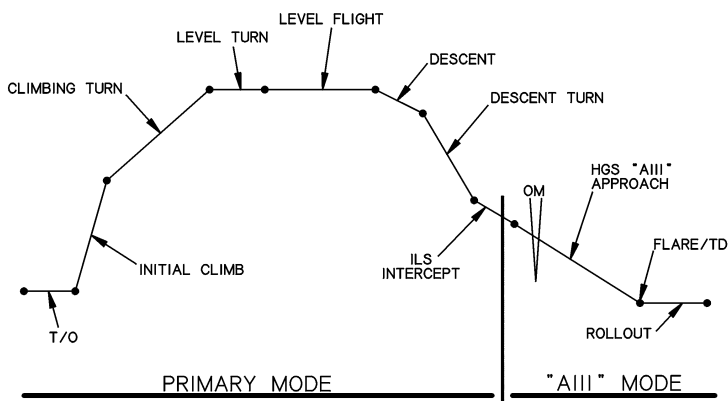 LEVEL FLIGHT
LEVEL TURN
DESCENT
CLIMBING TURN
DESCENT TURN
HGS "AIII"
APPROACH
OM
FLARE/TD
ILS
INTERCEPT
INITIAL CLIMB
T/O
ROLLOUT
PRIMARY MODE
"AIII" MODE